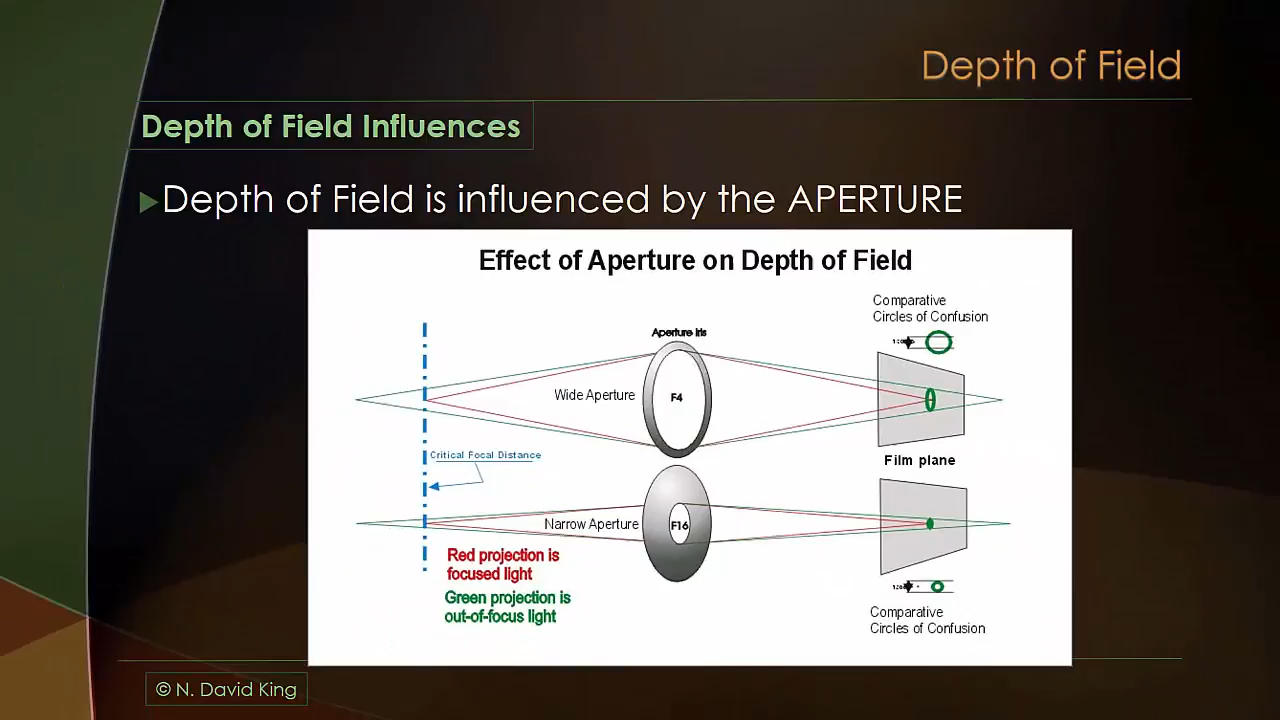 Depth of Field
Depth of Field Influences
Depth of Field is influenced by the APERTURE
Effect of Aperture on Depth of Field
Comparative
Circles of Confusion
Aperture Iris
Wide Aperture
F4
Critical Focal Distance
Film plane
Narrow Aperture
F16
Red projection is
focused light
Green projection is
out-of-focus light
Comparative
Circles of Confusion
© N. David King